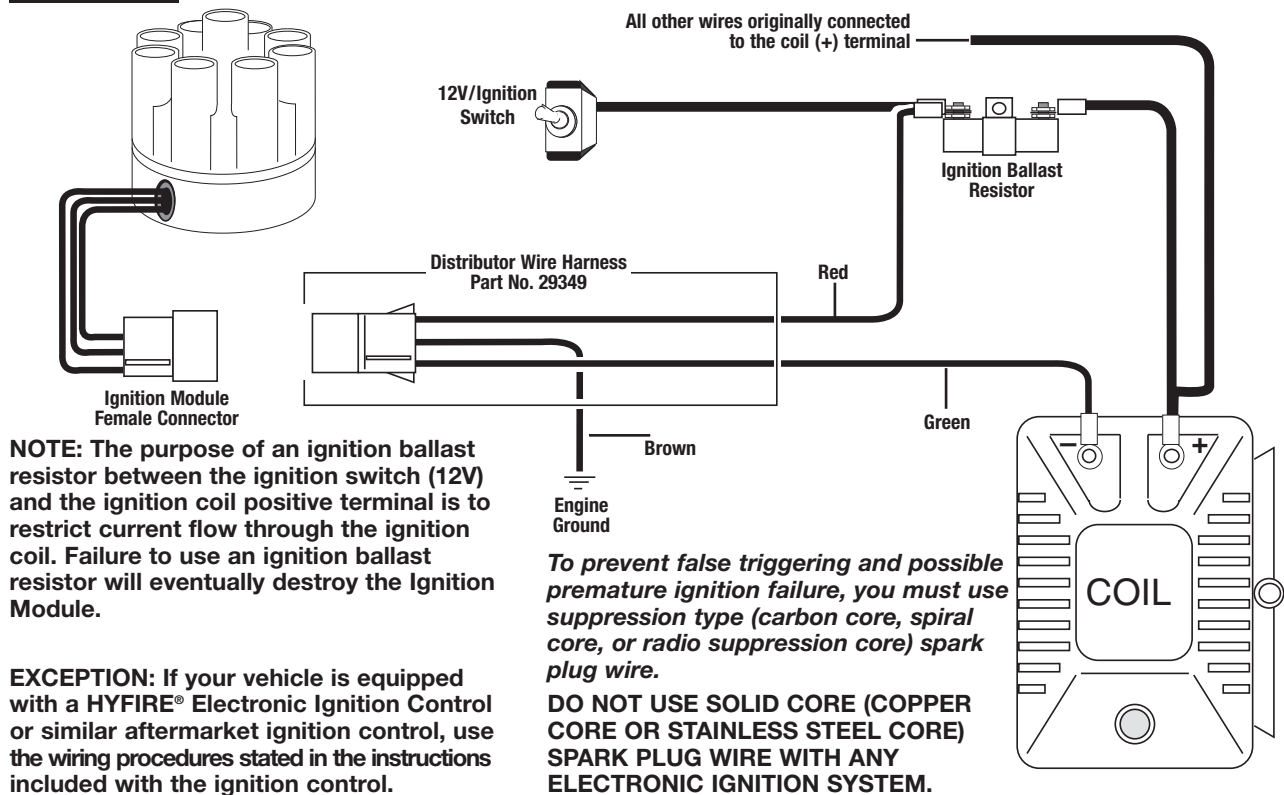 All other wires originally connected
to the coil (+) terminal
12V/Ignition
Switch
Ignition Ballast
Resistor
Distributor Wire Harness
Part No. 29349
Red
Ignition Module
Female Connector
Green
Brown
Engine
Ground
– +
COIL
NOTE: The purpose of an ignition ballast
resistor between the ignition switch (12V)
and the ignition coil positive terminal is to
restrict current flow through the ignition
coil. Failure to use an ignition ballast
resistor will eventually destroy the Ignition
Module.
EXCEPTION: If your vehicle is equipped
with a HYFIRE® Electronic Ignition Control
or similar aftermarket ignition control, use
the wiring procedures stated in the instructions
included with the ignition control.
To prevent false triggering and possible
premature ignition failure, you must use
suppression type (carbon core, spiral
core, or radio suppression core) spark
plug wire.
DO NOT USE SOLID CORE (COPPER
CORE OR STAINLESS STEEL CORE)
SPARK PLUG WIRE WITH ANY
ELECTRONIC IGNITION SYSTEM.